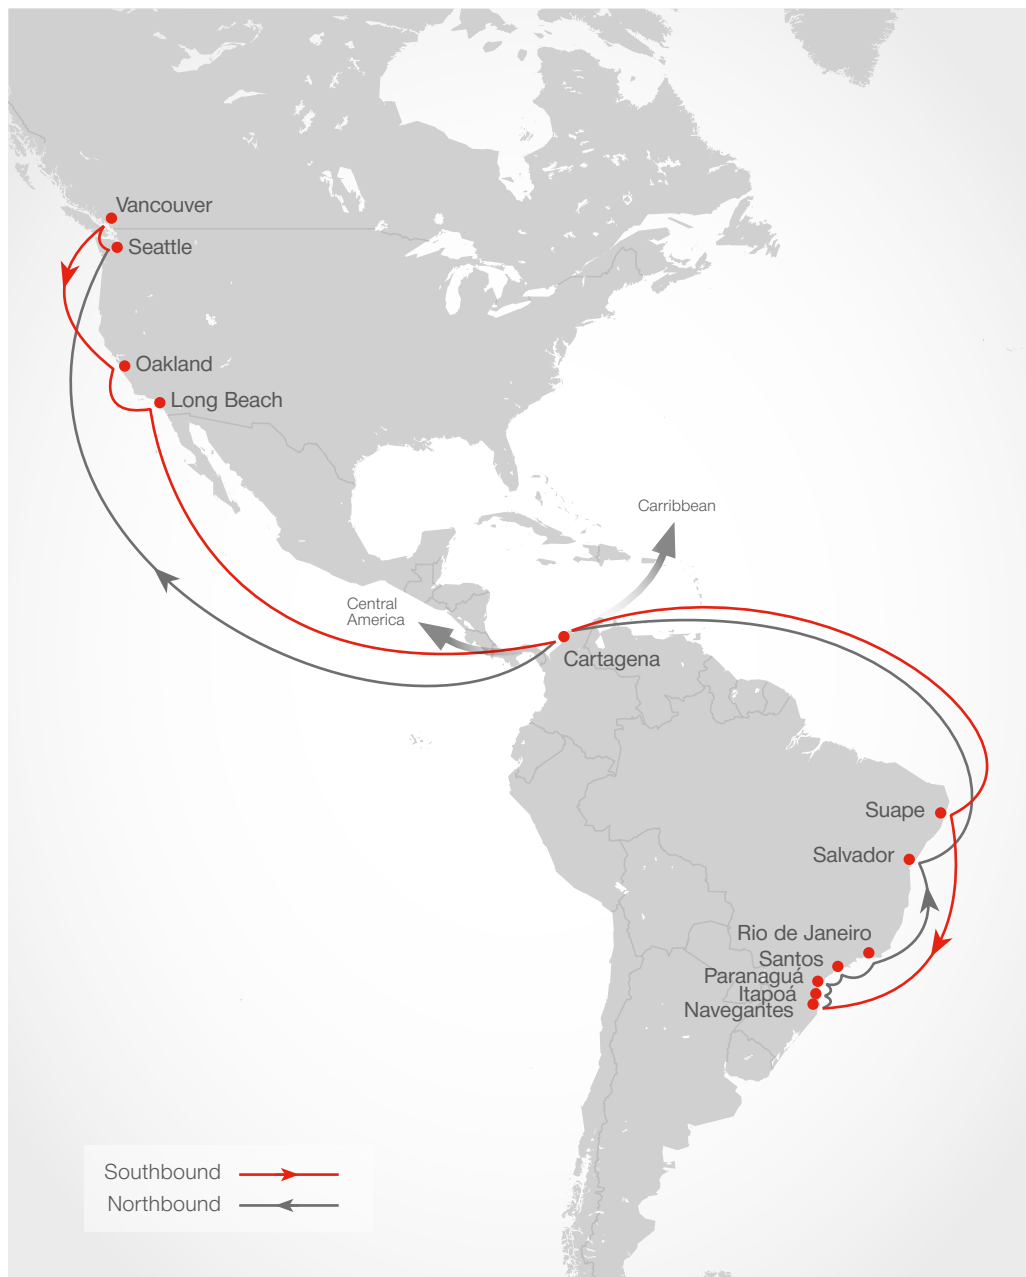 Vancouver
Seattle
Oakland
Long Beach
Carribbean
Central
America
Cartagena
Suape
Salvador
Rio de Janeiro
Santos
Paranaguá
Itapoá
Navegantes
Southbound
Northbound